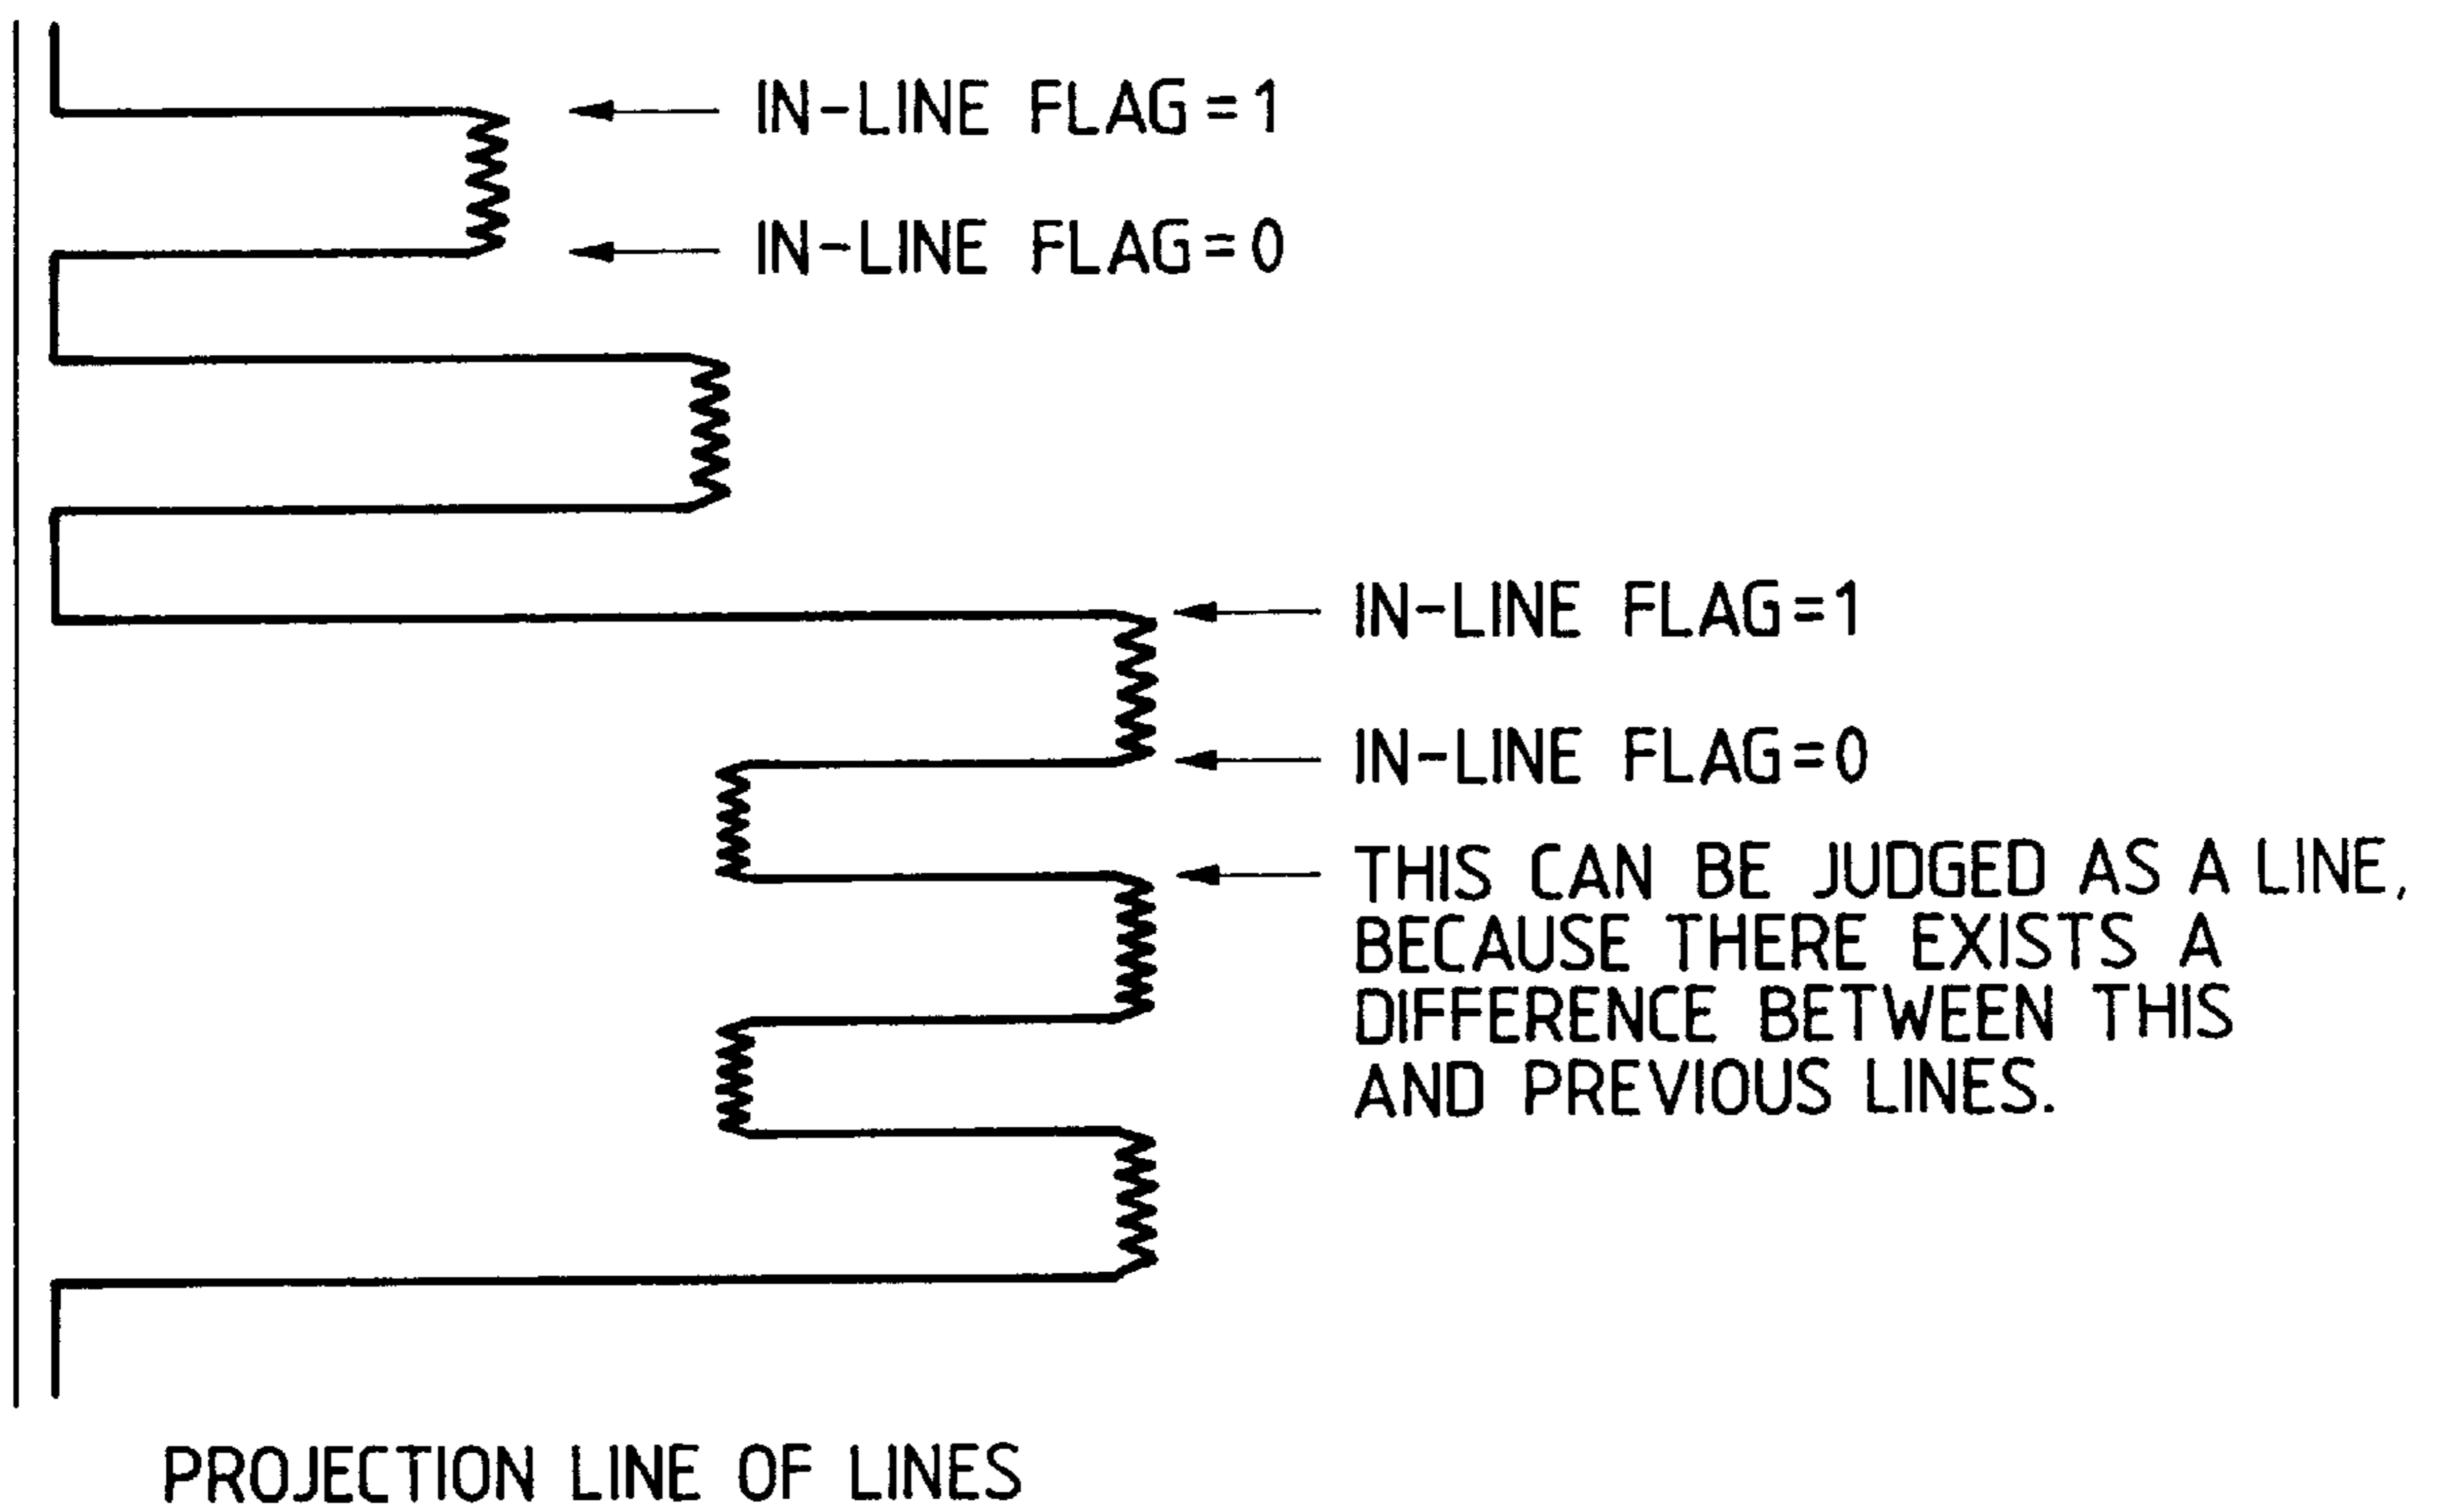 IN-LINE FLAG=1
IN-LINE FLAG=0
IN-LINE FLAG=1
IN-LINE FLAG=0
THIS CAN BE JUDGED AS A LINE,
BECAUSE THERE EXISTS A
DIFFERENCE BETWEEN THIS
AND PREVIOUS LINES.
PROJECTION LINE OF LINES